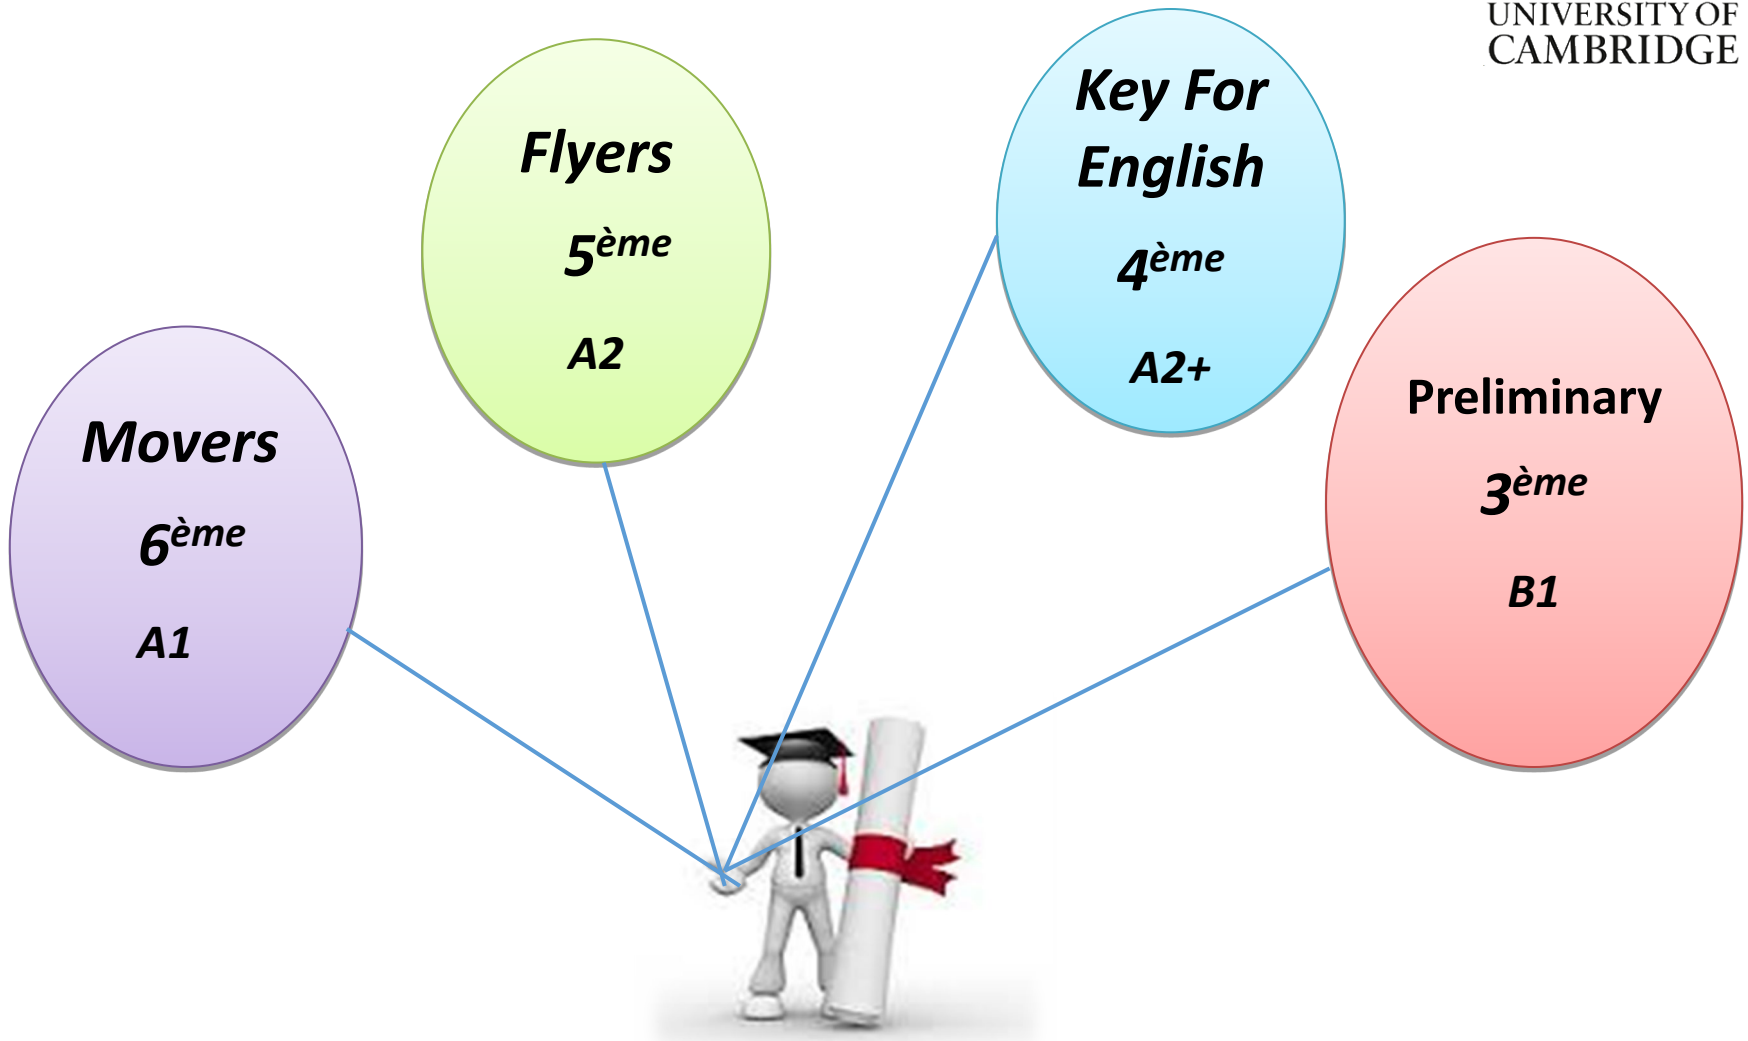 UNIVERSITY OF
CAMBRIDGE
Movers
6ème
A1
Flyers
5ème
A2
Key For
English
4ème
A2+
Preliminary
3ème
B1